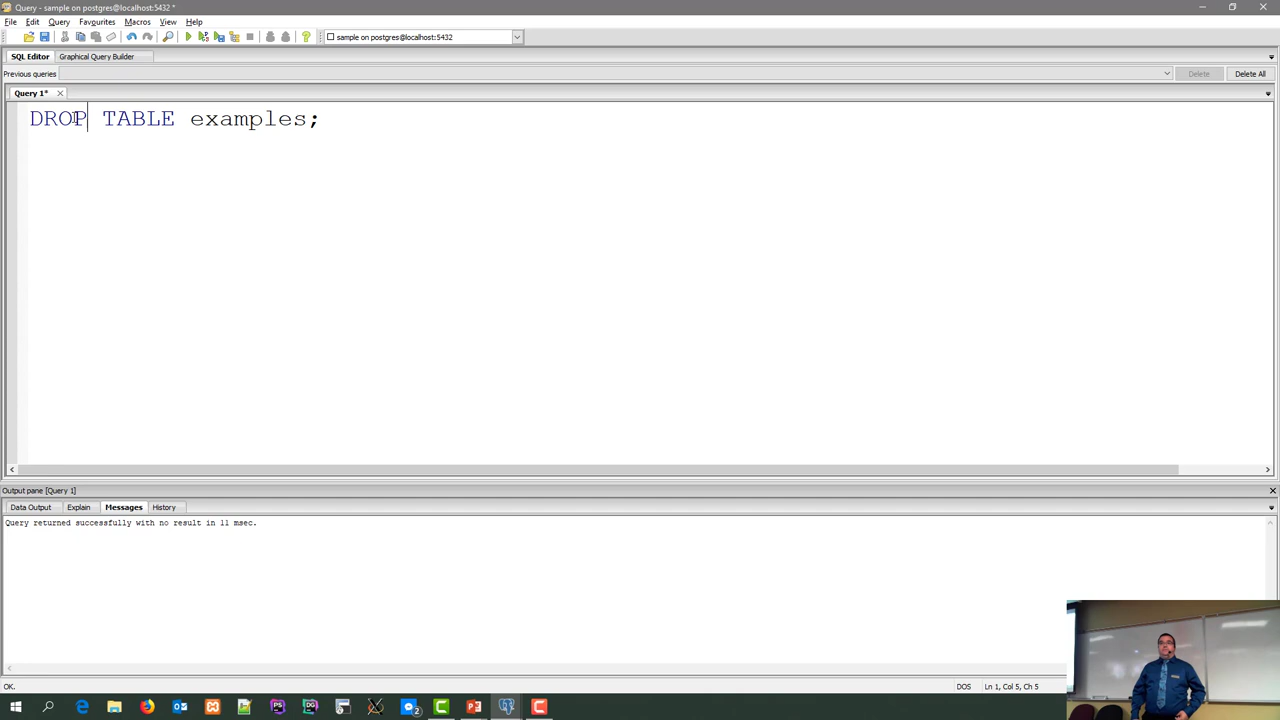 Query - sample on postgres@localhost:5432 *
File Edit Query Favourites Macros View Help
sample on postgres@localhost:5432
SQL Editor Graphical Query Builder
Previous queries Delete Delete All
Query 1*
DROP TABLE examples;
Output pane [Query 1]
Data Output Explain Messages History
Query returned successfully with no result in 11 msec.
OK. DOS Ln 1, Col 5, Ch 5